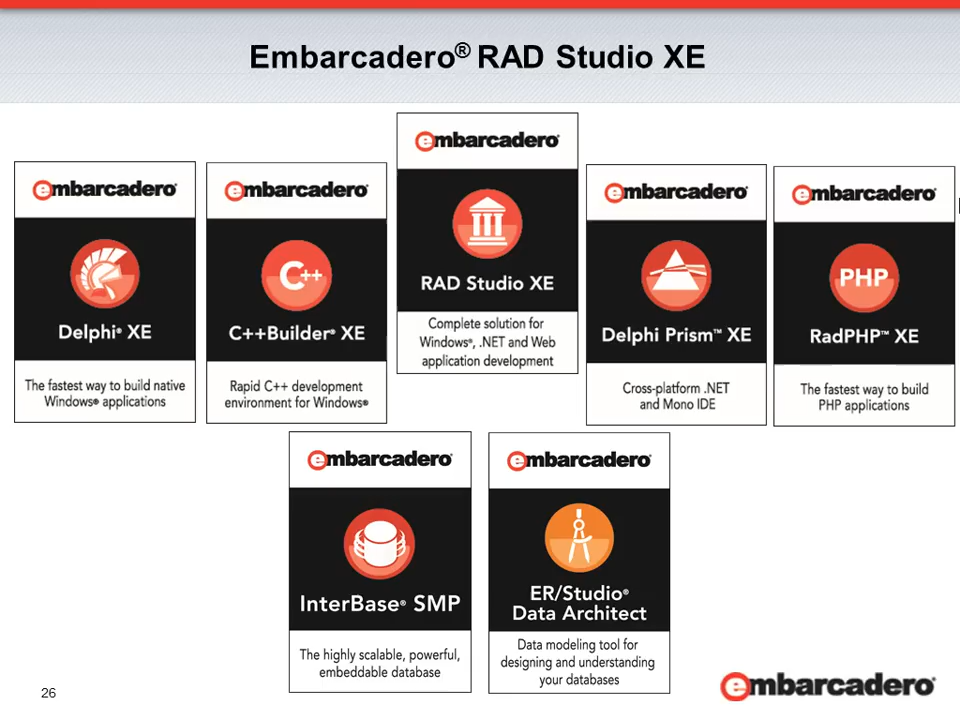 Embarcadero® RAD Studio XE
embarcadero®
Delphi® XE
The fastest way to build native
Windows® applications
embarcadero®
C++
C++Builder® XE
Rapid C++ development
environment for Windows®
embarcadero®
RAD Studio XE
Complete solution for
Windows®, .NET and Web
application development
embarcadero®
Delphi Prism™ XE
Cross-platform .NET
and Mono IDE
embarcadero®
PHP
RadPHP™ XE
The fastest way to build
PHP applications
embarcadero®
InterBase® SMP
The highly scalable, powerful,
embeddable database
embarcadero®
ER/Studio®
Data Architect
Data modeling tool for
designing and understanding
your databases
26
embarcadero®